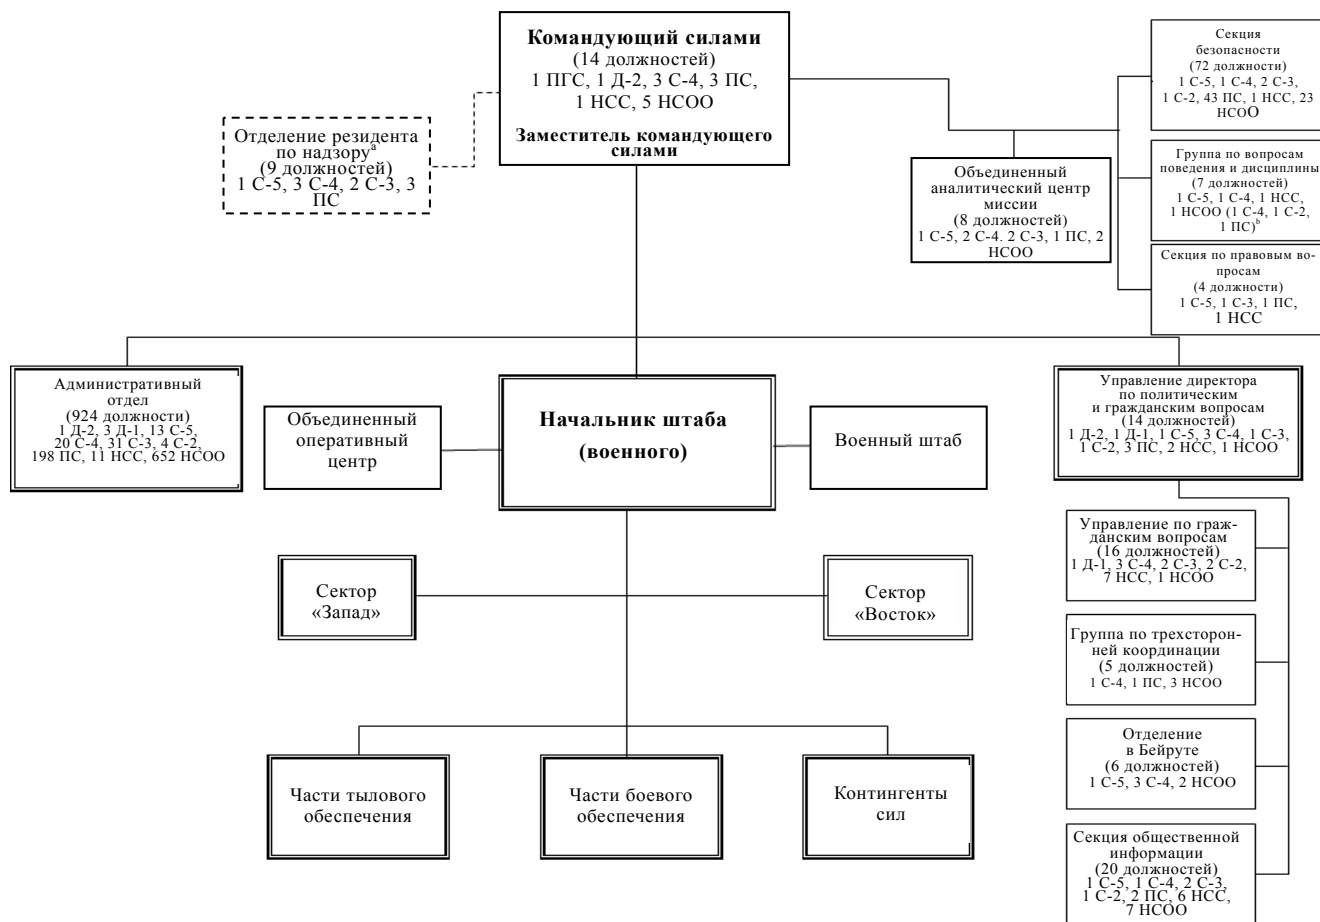 Командующий силами
(14 должностей)
1 ПГС, 1 Д-2, 3 С-4, 3 ПС,
1 НСС, 5 НСОО
Заместитель командующего
силами
Отделение резидента
по надзору a
(9 должностей)
1 С-5, 3 С-4, 2 С-3, 3
ПС
Объединенный
аналитический центр
миссии
(8 должностей)
1 С-5, 2 С-4. 2 С-3, 1 ПС, 2
НСОО
Секция
безопасности
(72 должности)
1 С-5, 1 С-4, 2 С-3,
1 С-2, 43 ПС, 1 НСС, 23
НСОО
Группа по вопросам
поведения и дисциплины
(7 должностей)
1 С-5, 1 С-4, 1 НСС,
1 НСОО (1 С-4, 1 С-2,
1 ПС)b
Секция по правовым во-
просам
(4 должности)
1 С-5, 1 С-3, 1 ПС,
1 НСС
Административный
отдел
(924 должности)
1 Д-2, 3 Д-1, 13 С-5,
20 С-4, 31 С-3, 4 С-2,
198 ПС, 11 НСС, 652 НСОО
Объединенный
оперативный
центр
Начальник штаба
(военного)
Военный штаб
Управление директора
по политическим
и гражданским вопросам
(14 должностей)
1 Д-2, 1 Д-1, 1 С-5, 3 С-4, 1 С-3,
1 С-2, 3 ПС, 2 НСС, 1 НСОО
Управление по граж-
данским вопросам
(16 должностей)
1 Д-1, 3 С-4, 2 С-3, 2 С-2,
7 НСС, 1 НСОО
Сектор
«Запад»
Сектор
«Восток»
Группа по трехсторон-
ней координации
(5 должностей)
1 С-4, 1 ПС, 3 НСОО
Отделение
в Бейруте
(6 должностей)
1 С-5, 3 С-4, 2 НСОО
Части тылового
обеспечения
Части боевого
обеспечения
Контингенты
сил
Секция общественной
информации
(20 должностей)
1 С-5, 1 С-4, 2 С-3,
1 С-2, 2 ПС, 6 НСС,
7 НСОО